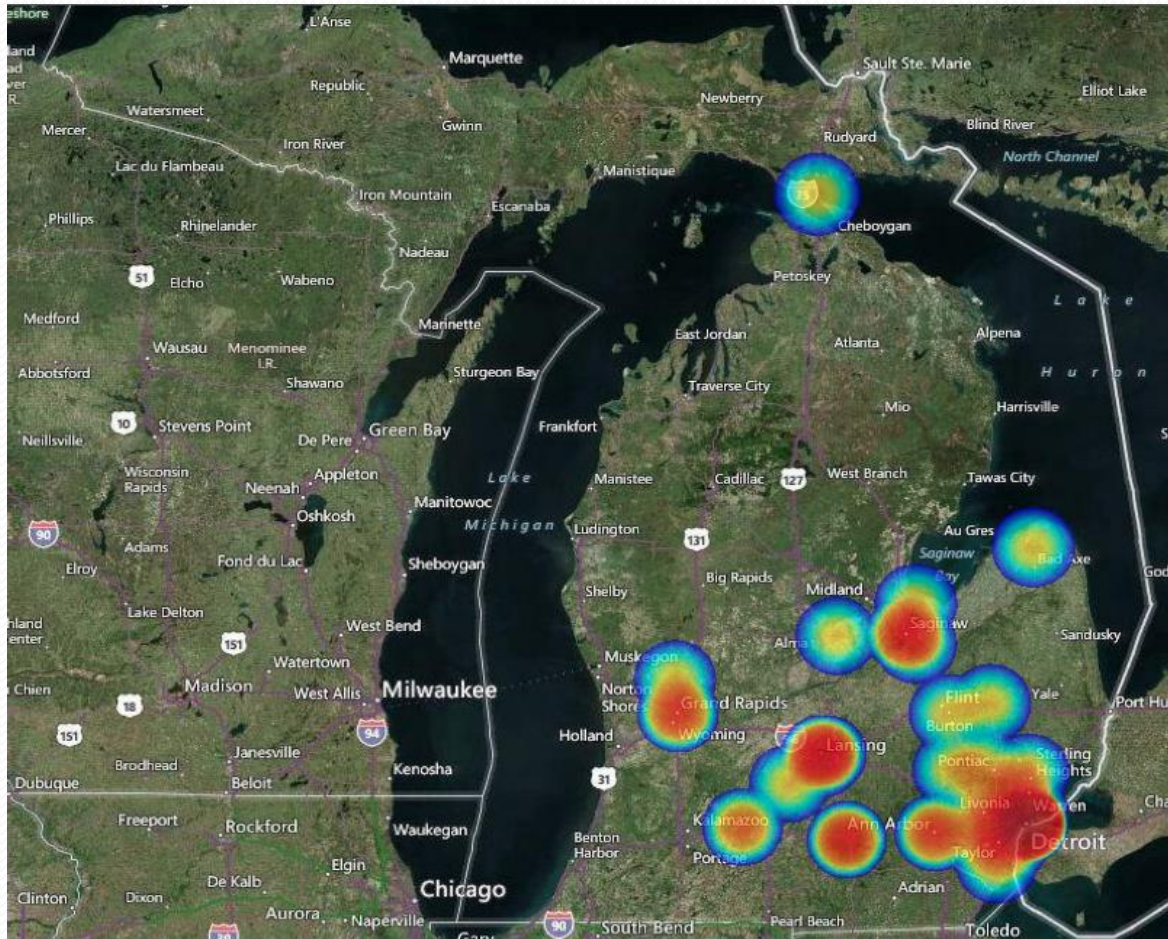 eshore
L'Anse
Marquette
Sault Ste. Marie
Elliot Lake
Republic
Newberry
Watersmeet
Gwinn
Rudyard
Blind River
Mercer
Iron River
North Channel
Lac du Flambeau
Manistique
Iron Mountain
75
Escanaba
Phillips
Rhinelander
Cheboygan
Nadeau
51
Elcho
Wabeno
Petoskey
Lake
Medford
Marinette
Alpena
East Jordan
Atlanta
Wausau
Menominee
I.R.
Abbotsford
Shawano
Sturgeon Bay
Huron
Traverse City
Mio
Harrisville
10
Stevens Point
Green Bay
De Pere
Frankfort
Neillsville
Wisconsin
Rapids
Appleton
Lake
Manistee
Cadillac
127
West Branch
Tawas City
Neenah
Manitowoc
Oshkosh
Michigan
Ludington
90
Adams
131
Au Gres
Saginaw
Bay
Bad Axe
Fond du Lac
Sheboygan
Elroy
Big Rapids
Midland
God
Lake Delton
Shelby
hland
enter
151
West Bend
Alma
Saginaw
Sandusky
Watertown
Muskegon
Madison
West Allis
Milwaukee
Norton
Shores
Grand Rapids
Flint
Yale
Port Hu
18
Burton
151
94
Holland
Wyoming
Lansing
Janesville
Pontiac
Sterling
Heights
Brodhead
Kenosha
31
Dubuque
Beloit
Livonia
Warren
Cha
Freeport
Rockford
Waukegan
Kalamazoo
Ann Arbor
Detroit
Benton
Harbor
Portage
Taylor
Elgin
De Kalb
Adrian
Clinton
Dixon
Chicago
Aurora
Naperville
90
South Bend
Pearl Beach
Toledo
Gary